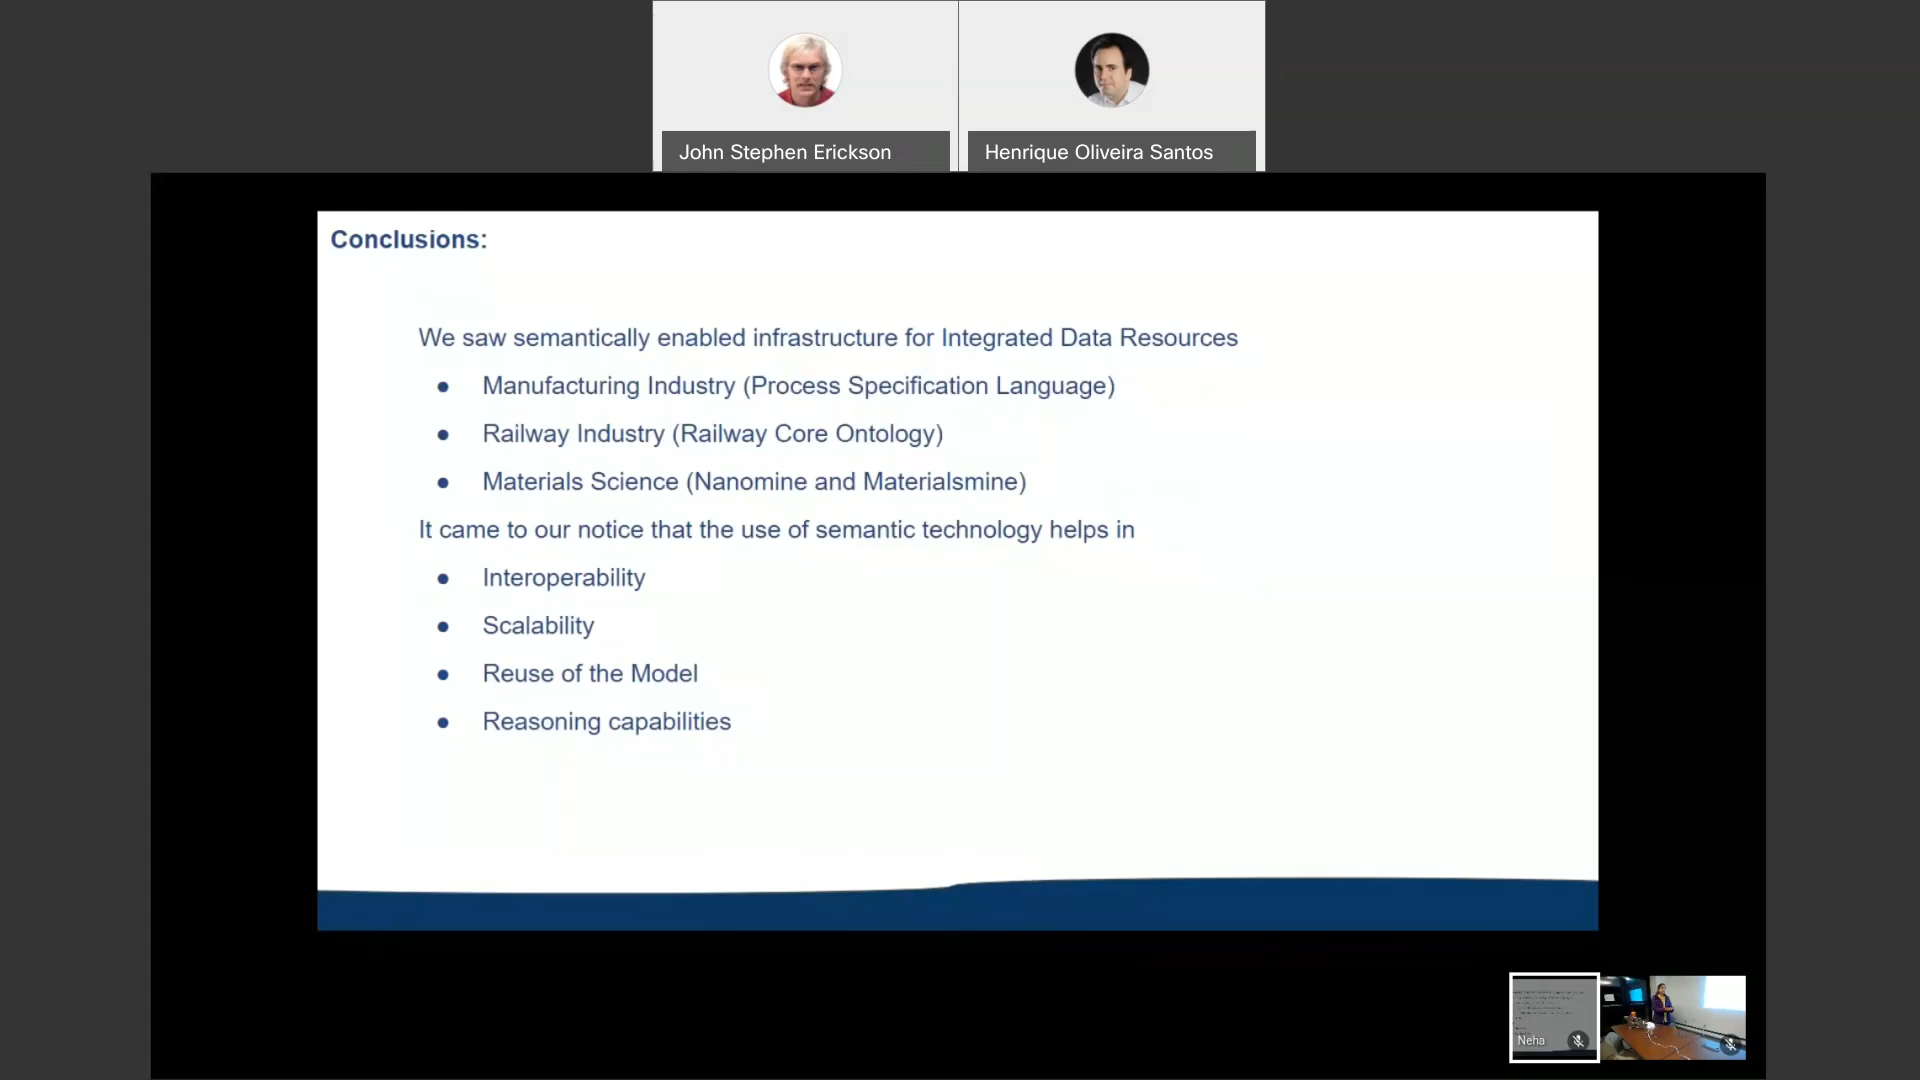 John Stephen Erickson
Henrique Oliveira Santos
Conclusions:
We saw semantically enabled infrastructure for Integrated Data Resources
● Manufacturing Industry (Process Specification Language)
● Railway Industry (Railway Core Ontology)
● Materials Science (Nanomine and Materialsmine)
It came to our notice that the use of semantic technology helps in
● Interoperability
● Scalability
● Reuse of the Model
● Reasoning capabilities
Neha